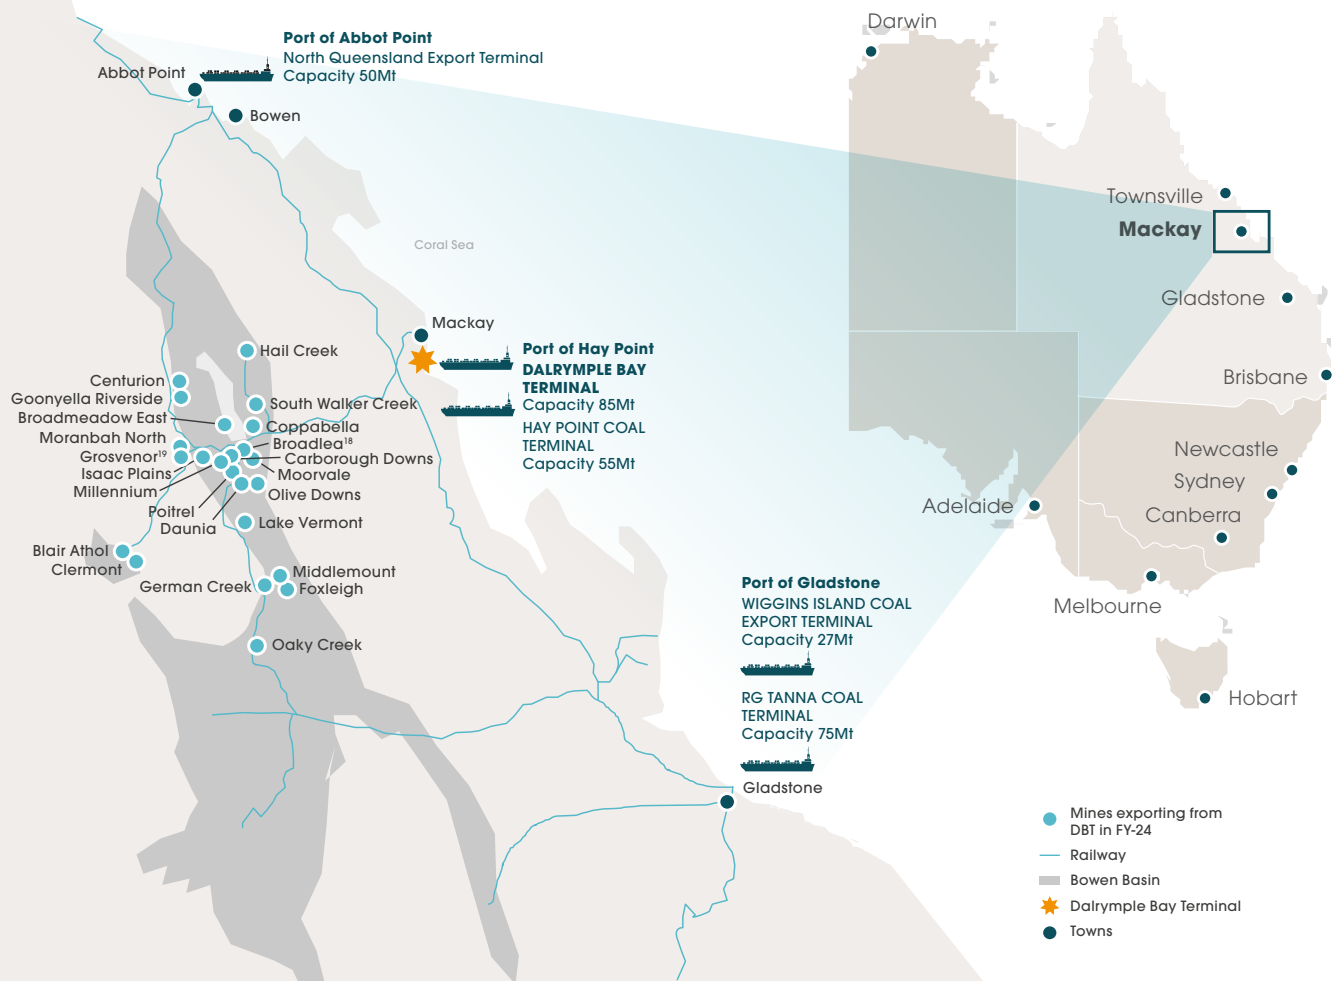 Port of Abbot Point
North Queensland Export Terminal
Capacity 50Mt
Abbot Point
Bowen
Coral Sea
Mackay
Port of Hay Point
DALRYMPLE BAY
TERMINAL
Capacity 85Mt
HAY POINT COAL
TERMINAL
Capacity 55Mt
Hail Creek
Centurion
Goonyella Riverside
South Walker Creek
Broadmeadow East
Coppabella
Moranbah North
Broadlea¹⁸
Grosvenor¹⁹
Carborough Downs
Isaac Plains
Moorvale
Millennium
Olive Downs
Poitrel
Daunia
Lake Vermont
Blair Athol
Clermont
Middlemount
German Creek
Foxleigh
Oaky Creek
Port of Gladstone
WIGGINS ISLAND COAL
EXPORT TERMINAL
Capacity 27Mt
RG TANNA COAL
TERMINAL
Capacity 75Mt
Gladstone
Darwin
Townsville
Mackay
Gladstone
Brisbane
Newcastle
Sydney
Adelaide
Canberra
Melbourne
Hobart
Mines exporting from
DBT in FY-24
Railway
Bowen Basin
Dalrymple Bay Terminal
Towns